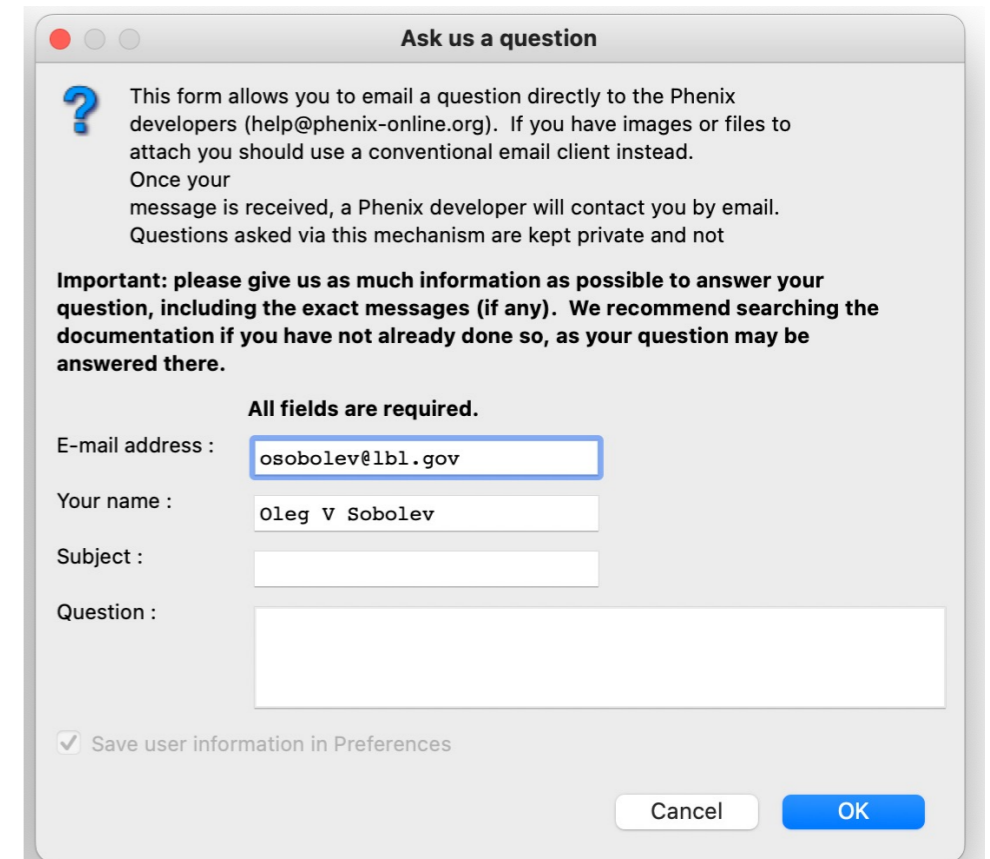 Ask us a question
This form allows you to email a question directly to the Phenix
developers (help@phenix-online.org).  If you have images or files to
attach you should use a conventional email client instead.
Once your
message is received, a Phenix developer will contact you by email.
Questions asked via this mechanism are kept private and not
Important: please give us as much information as possible to answer your
question, including the exact messages (if any).  We recommend searching the
documentation if you have not already done so, as your question may be
answered there.
All fields are required.
E-mail address : osobolev@lbl.gov
Your name : Oleg V Sobolev
Subject :
Question :
Save user information in Preferences
Cancel OK